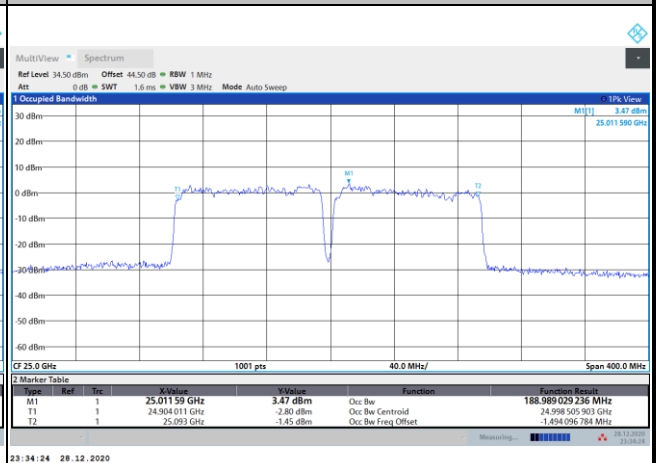 MultiView Spectrum
Ref Level 34.50 dBm Offset 44.50 dB RBW 1 MHz
Att 0 dB SWT 1.6 ms VBW 3 MHz Mode Auto Sweep
1 Occupied Bandwidth 1Pk View
M1[1] 3.47 dBm
25.011 590 GHz
30 dBm
20 dBm
10 dBm
M1
T1
T2
0 dBm
-10 dBm
-20 dBm
-30 dBm
-40 dBm
-50 dBm
-60 dBm
CF 25.0 GHz 1001 pts 40.0 MHz/ Span 400.0 MHz
2 Marker Table
Type Ref Trc X-Value Y-Value Function Function Result
M1 1 25.011 59 GHz 3.47 dBm Occ Bw 188.989 029 236 MHz
T1 1 24.904 011 GHz -2.80 dBm Occ Bw Centroid 24.998 505 903 GHz
T2 1 25.093 GHz -1.45 dBm Occ Bw Freq Offset -1.494 096 784 MHz
Measuring... 28.12.2020
23:34:24
23:34:24 28.12.2020